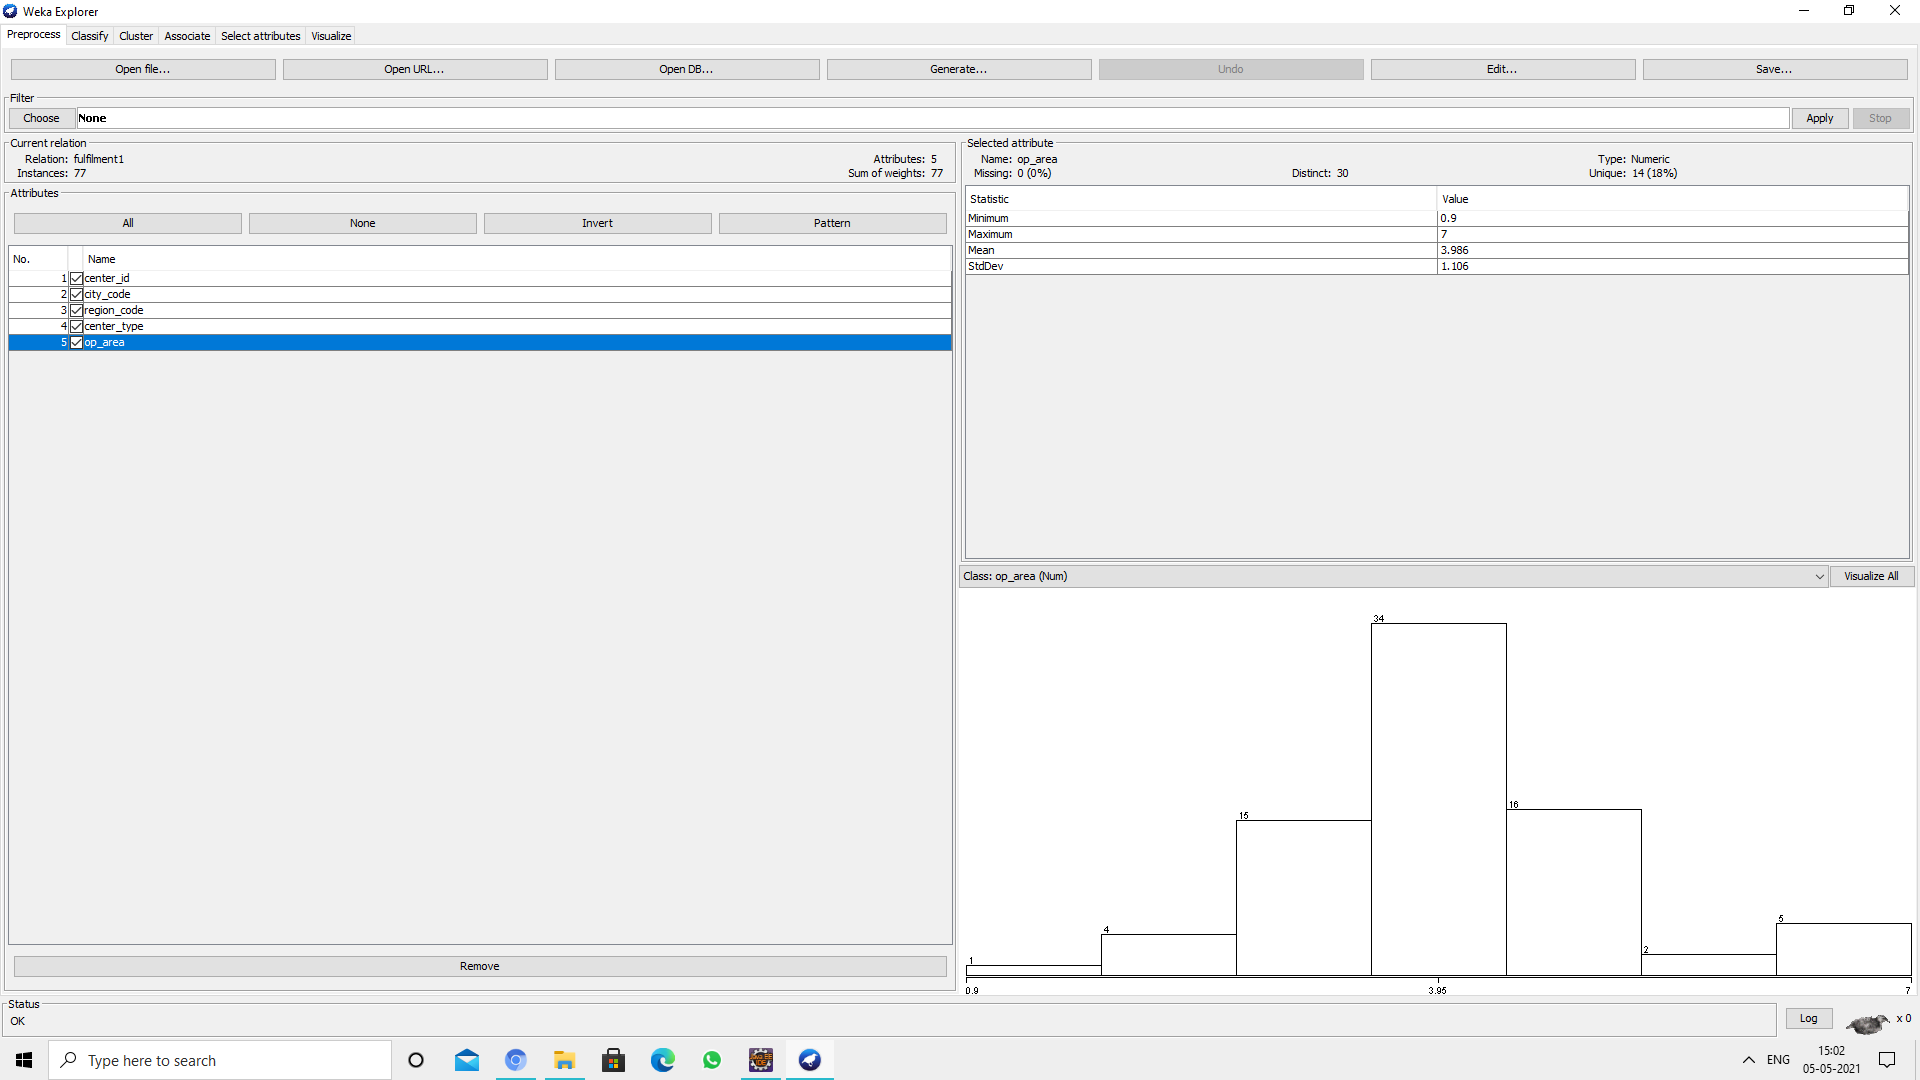 Weka Explorer
Preprocess Classify Cluster Associate Select attributes Visualize
Open file... Open URL... Open DB... Generate... Undo Edit... Save...
Filter
Choose None Apply Stop
Current relation
Relation: fulfilment1 Attributes: 5
Instances: 77 Sum of weights: 77
Attributes
All None Invert Pattern
No. Name
1 center_id
2 city_code
3 region_code
4 center_type
5 op_area
Remove
Selected attribute
Name: op_area Type: Numeric
Missing: 0 (0%) Distinct: 30 Unique: 14 (18%)
Statistic Value
Minimum 0.9
Maximum 7
Mean 3.986
StdDev 1.106
Class: op_area (Num) Visualize All
34
16
15
5
4
2
1
0.9 3.95 7
Status
OK
Log x 0
Type here to search
ENG
15:02
05-05-2021